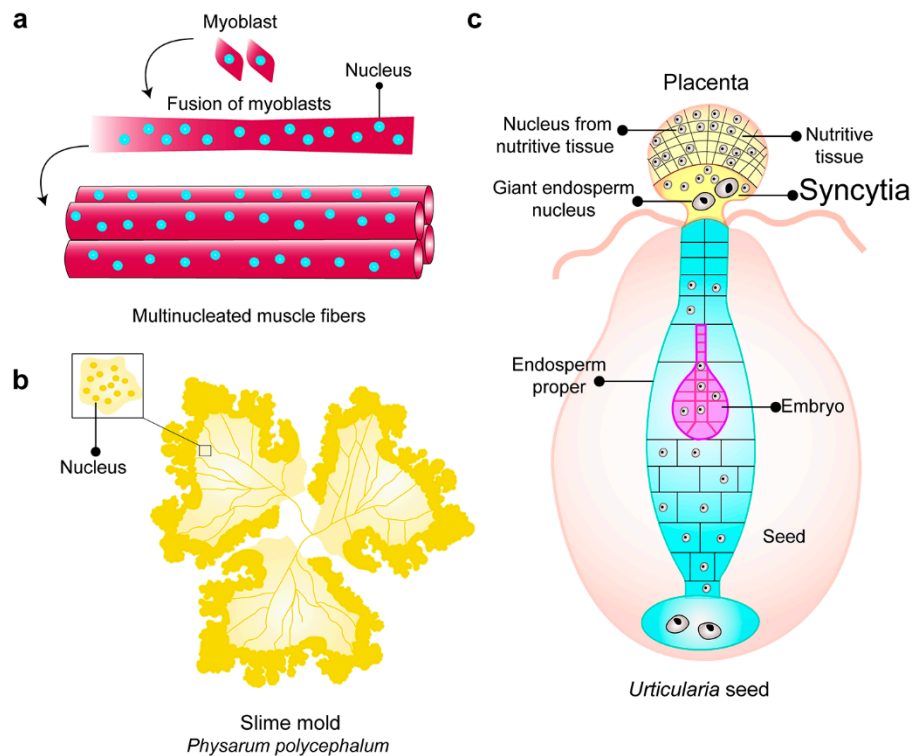 a
Myoblast
Nucleus
Fusion of myoblasts
Multinucleated muscle fibers
b
Nucleus
Slime mold
Physarum polycephalum
c
Placenta
Nucleus from
nutritive tissue
Nutritive
tissue
Giant endosperm
nucleus
Syncytia
Endosperm
proper
Embryo
Seed
Urticularia seed